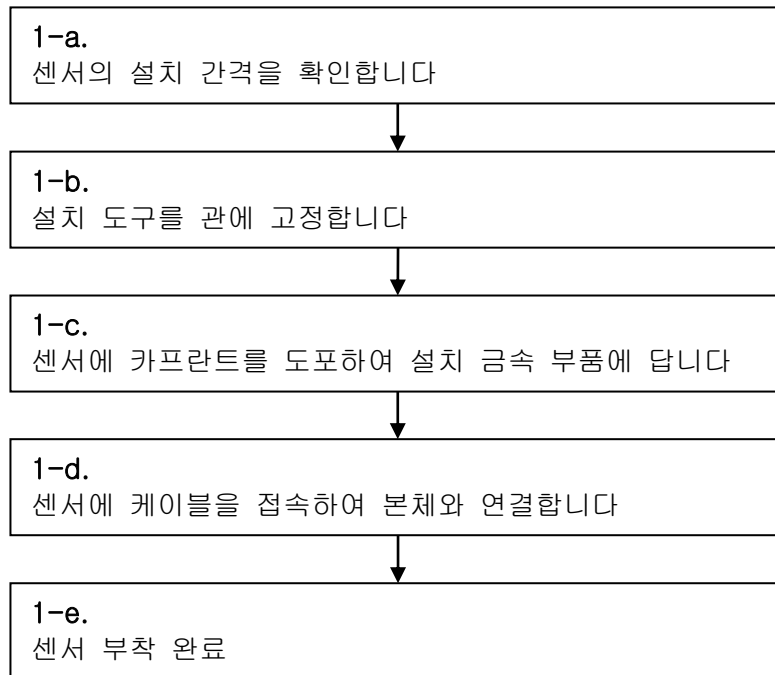 1-a.
센서의 설치 간격을 확인합니다
1-b.
설치 도구를 관에 고정합니다
1-c.
센서에 카프란트를 도포하여 설치 금속 부품에 답니다
1-d.
센서에 케이블을 접속하여 본체와 연결합니다
1-e.
센서 부착 완료